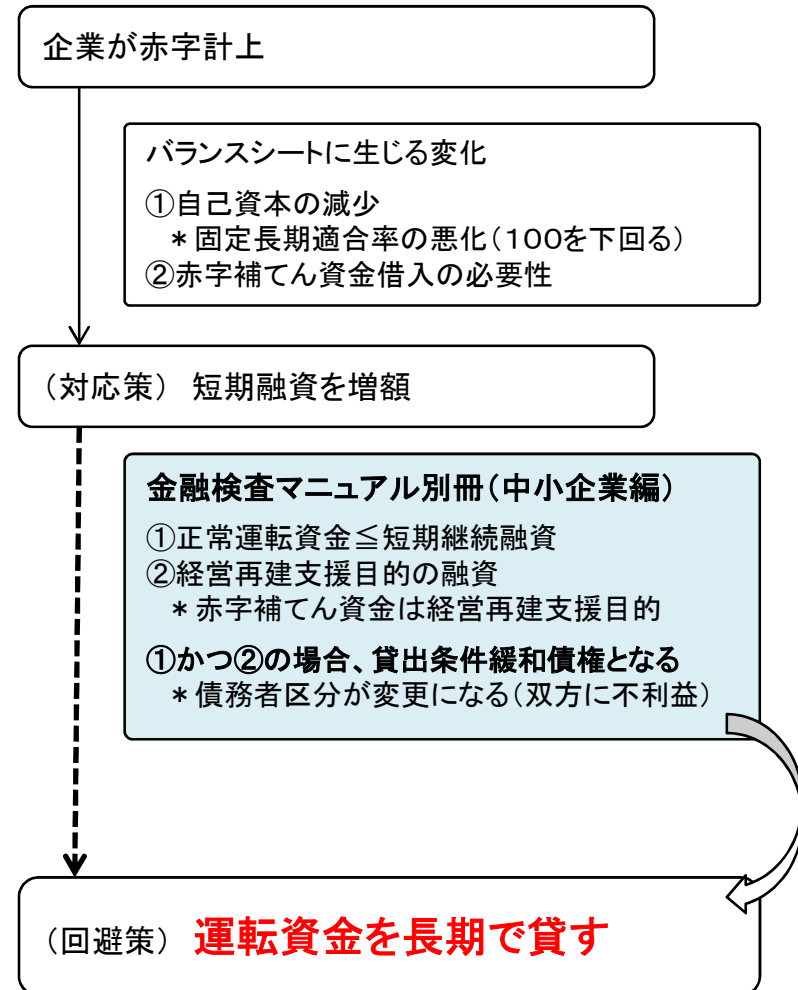 企業が赤字計上
バランスシートに生じる変化
①自己資本の減少
＊固定長期適合率の悪化（１００を下回る）
②赤字補てん資金借入の必要性
（対応策） 短期融資を増額
金融検査マニュアル別冊（中小企業編）
①正常運転資金≦短期継続融資
②経営再建支援目的の融資
＊赤字補てん資金は経営再建支援目的
①かつ②の場合、貸出条件緩和債権となる
＊債務者区分が変更になる（双方に不利益）
（回避策） 運転資金を長期で貸す